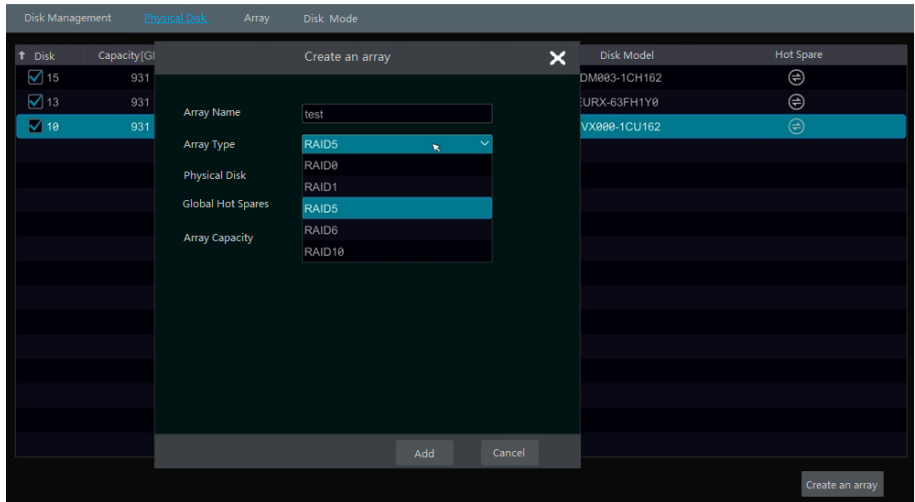 Disk Management Physical Disk Array Disk Mode
Disk Capacity[GB Create an array Disk Model Hot Spare
15 931 DM003-1CH162
13 931 EURX-63FH1Y0
10 931 VX000-1CU162
Array Name test
Array Type RAID5
RAID0
Physical Disk
RAID1
Global Hot Spares RAID5
RAID6
Array Capacity
RAID10
Add Cancel
Create an array